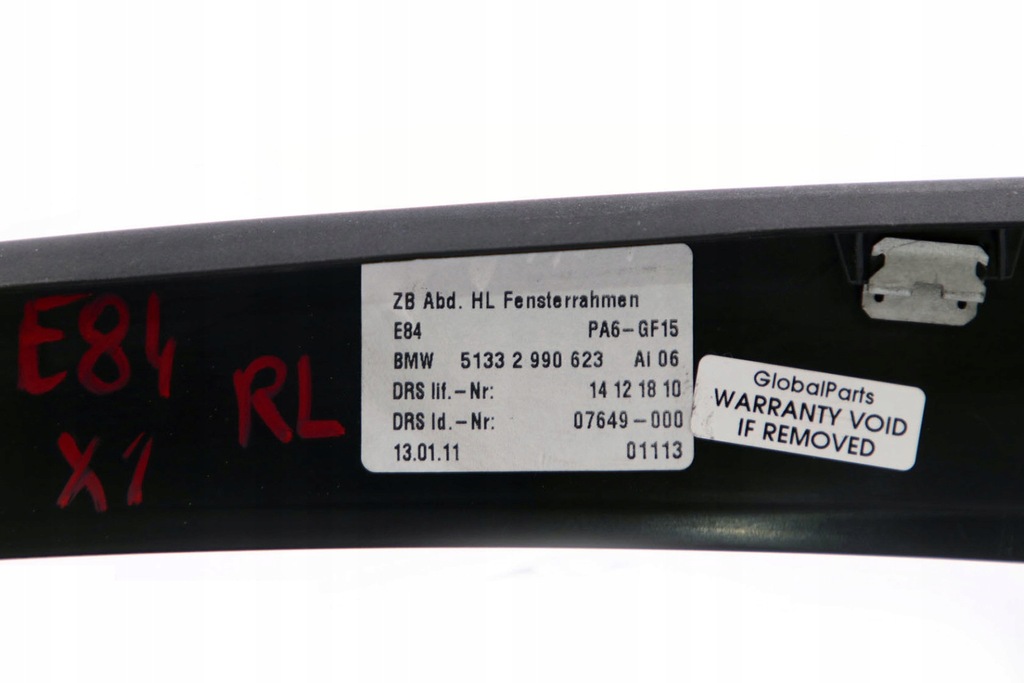 E84
X1
RL
ZB Abd. HL Fensterrahmen
E84 PA6-GF15
BMW 5133 2 990 623 Ai 06
DRS lif.-Nr: 14 12 18 10
DRS ld.-Nr: 07649-000
13.01.11 01113
GlobalParts
WARRANTY VOID
IF REMOVED